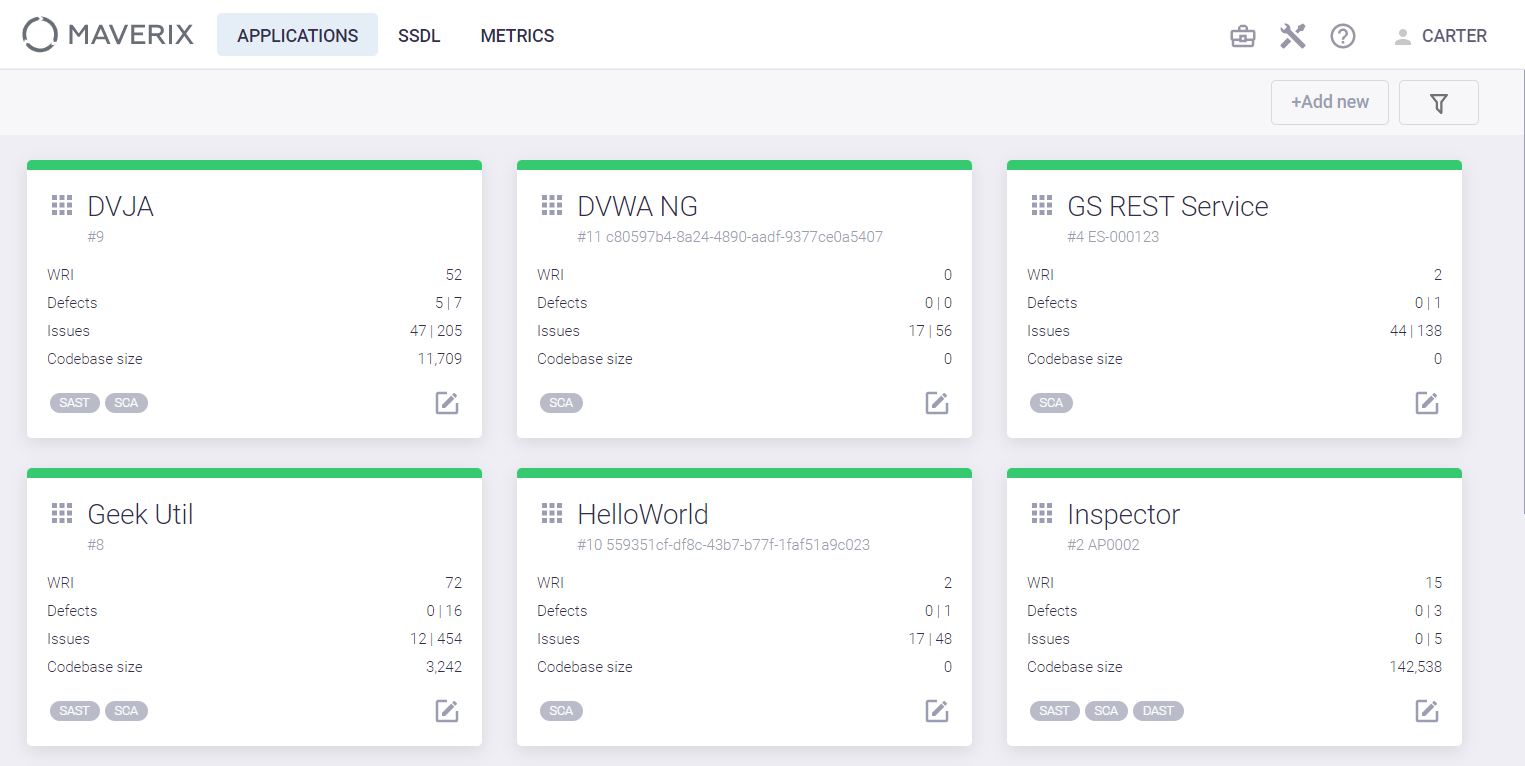 MAVERIX APPLICATIONS SSDL METRICS CARTER
+Add new
DVJA
#9
WRI 52
Defects 5 | 7
Issues 47 | 205
Codebase size 11,709
SAST SCA
DVWA NG
#11 c80597b4-8a24-4890-aadf-9377ce0a5407
WRI 0
Defects 0 | 0
Issues 17 | 56
Codebase size 0
SCA
GS REST Service
#4 ES-000123
WRI 2
Defects 0 | 1
Issues 44 | 138
Codebase size 0
SCA
Geek Util
#8
WRI 72
Defects 0 | 16
Issues 12 | 454
Codebase size 3,242
SAST SCA
HelloWorld
#10 559351cf-df8c-43b7-b77f-1faf51a9c023
WRI 2
Defects 0 | 1
Issues 17 | 48
Codebase size 0
SCA
Inspector
#2 AP0002
WRI 15
Defects 0 | 3
Issues 0 | 5
Codebase size 142,538
SAST SCA DAST